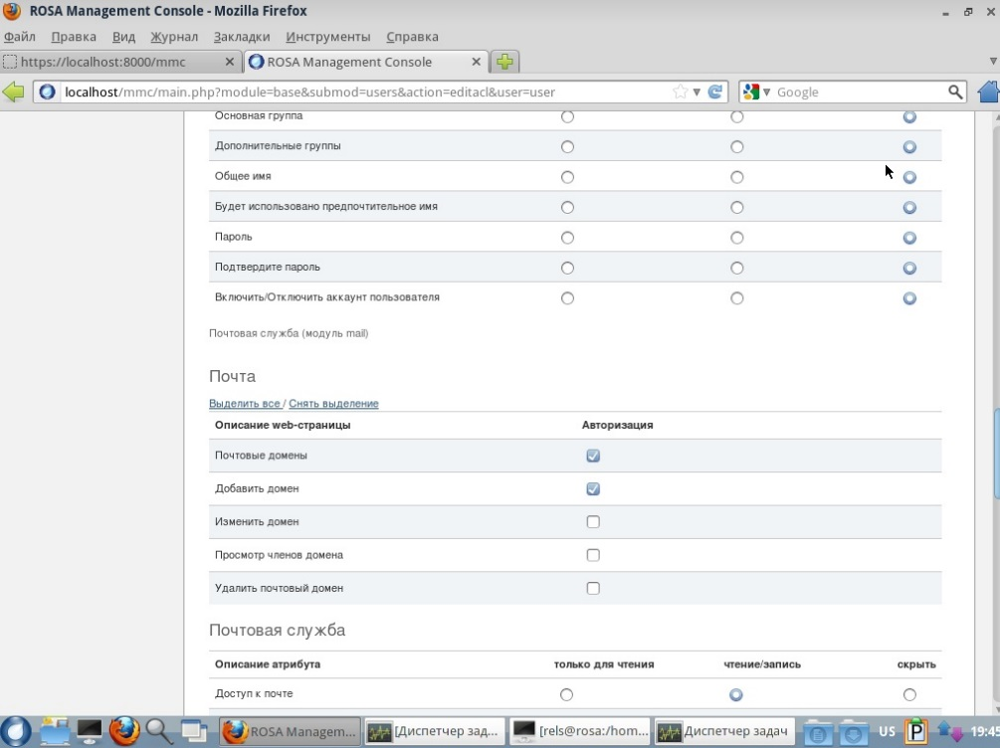 ROSA Management Console - Mozilla Firefox
Файл Правка Вид Журнал Закладки Инструменты Справка
https://localhost:8000/mmc ROSA Management Console
localhost/mmc/main.php?module=base&submod=users&action=editacl&user=user Google
Основная группа
Дополнительные группы
Общее имя
Будет использовано предпочтительное имя
Пароль
Подтвердите пароль
Включить/Отключить аккаунт пользователя
Почтовая служба (модуль mail)
Почта
Выделить все / Снять выделение
Описание web-страницы Авторизация
Почтовые домены
Добавить домен
Изменить домен
Просмотр членов домена
Удалить почтовый домен
Почтовая служба
Описание атрибута только для чтения чтение/запись скрыть
Доступ к почте
ROSA Managem... [Диспетчер зад... [rels@rosa:/hom... Диспетчер задач US P